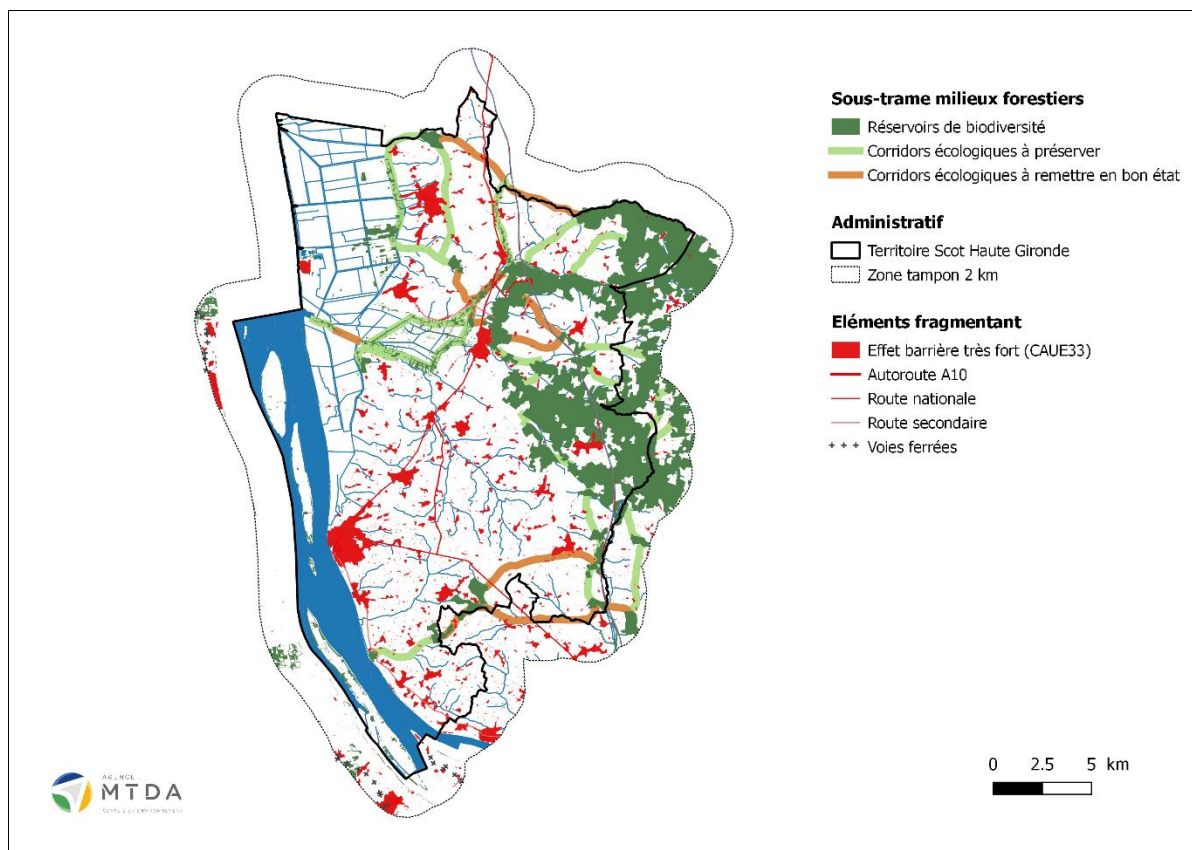 Sous-trame milieux forestiers
Réservoirs de biodiversité
Corridors écologiques à préserver
Corridors écologiques à remettre en bon état
Administratif
Territoire Scot Haute Gironde
Zone tampon 2 km
Eléments fragmentant
Effet barrière très fort (CAUE33)
Autoroute A10
Route nationale
Route secondaire
Voies ferrées
0 2.5 5 km
AGENCE
MTDA